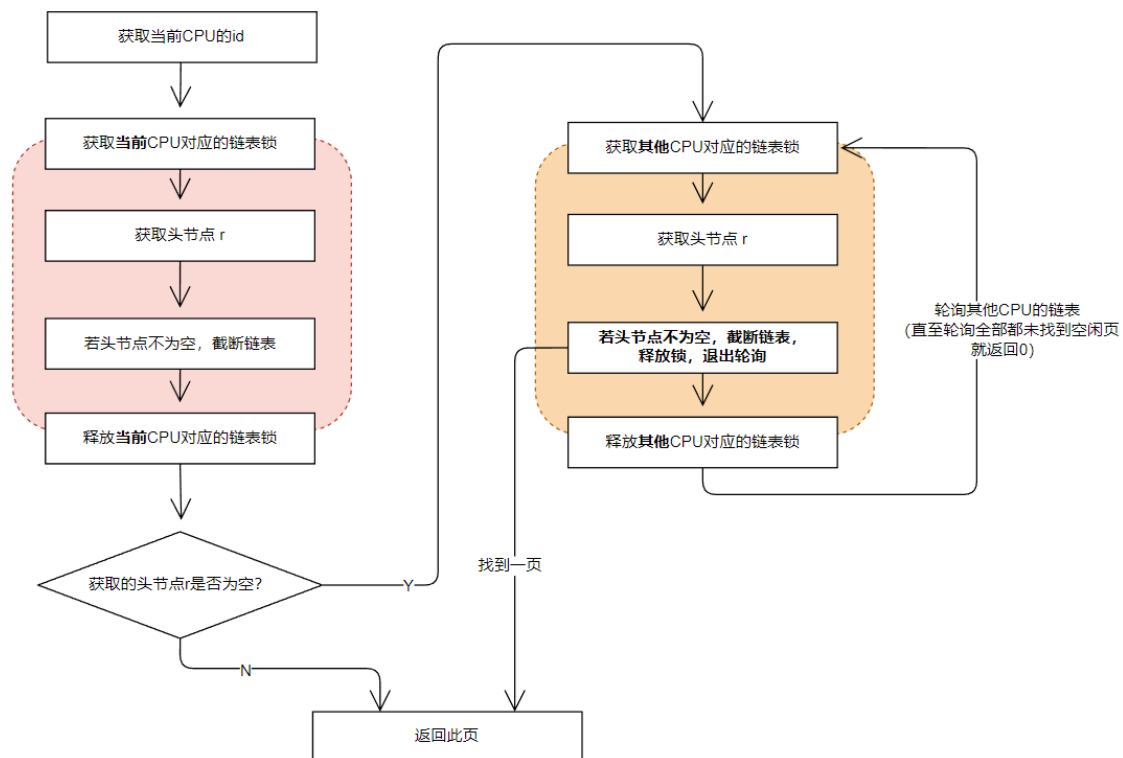 获取当前CPU的id
获取当前CPU对应的链表锁
获取头节点 r
若头节点不为空，截断链表
释放当前CPU对应的链表锁
获取的头节点r是否为空?
Y
N
获取其他CPU对应的链表锁
获取头节点 r
若头节点不为空，截断链表，
释放锁，退出轮询
释放其他CPU对应的链表锁
轮询其他CPU的链表
(直至轮询全部都未找到空闲页
就返回0)
找到一页
返回此页